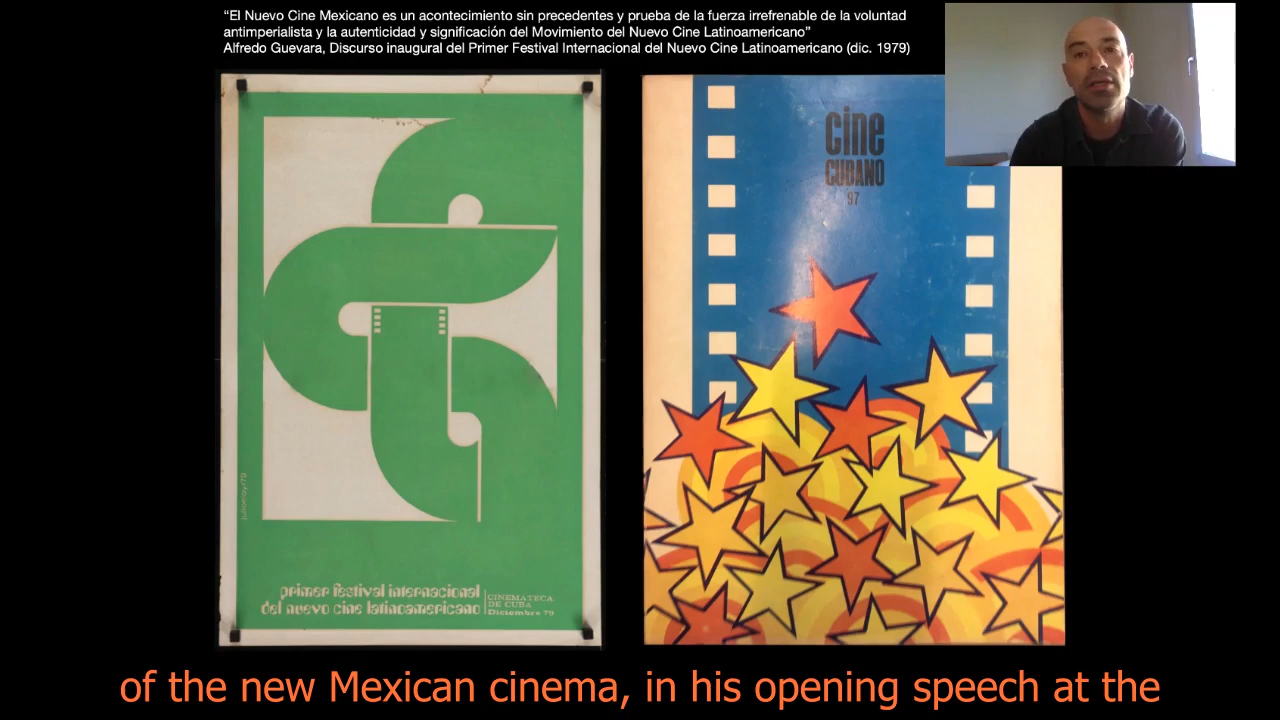 “El Nuevo Cine Mexicano es un acontecimiento sin precedentes y prueba de la fuerza irrefrenable de la voluntad
antimperialista y la autenticidad y significación del Movimiento del Nuevo Cine Latinoamericano”
Alfredo Guevara, Discurso inaugural del Primer Festival Internacional del Nuevo Cine Latinoamericano (dic. 1979)
cine
CUBANO
97
primer festival internacional
del nuevo cine latinoamericano
CINEMATECA
DE CUBA
Diciembre 79
of the new Mexican cinema, in his opening speech at the